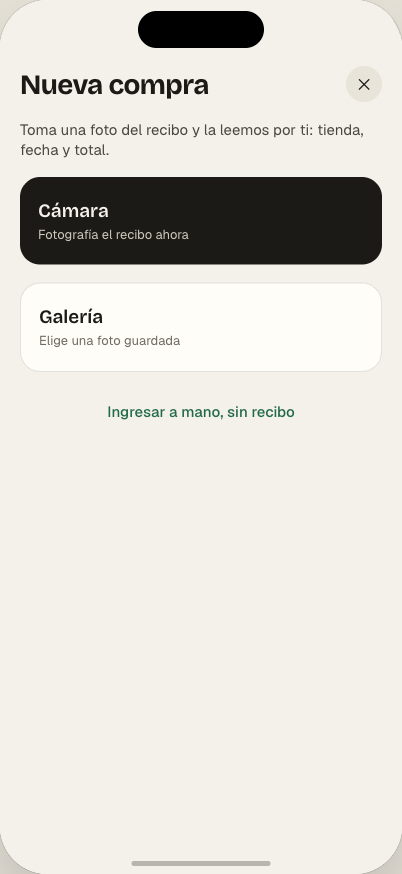 Nueva compra
Toma una foto del recibo y la leemos por ti: tienda,
fecha y total.
Cámara
Fotografía el recibo ahora
Galería
Elige una foto guardada
Ingresar a mano, sin recibo